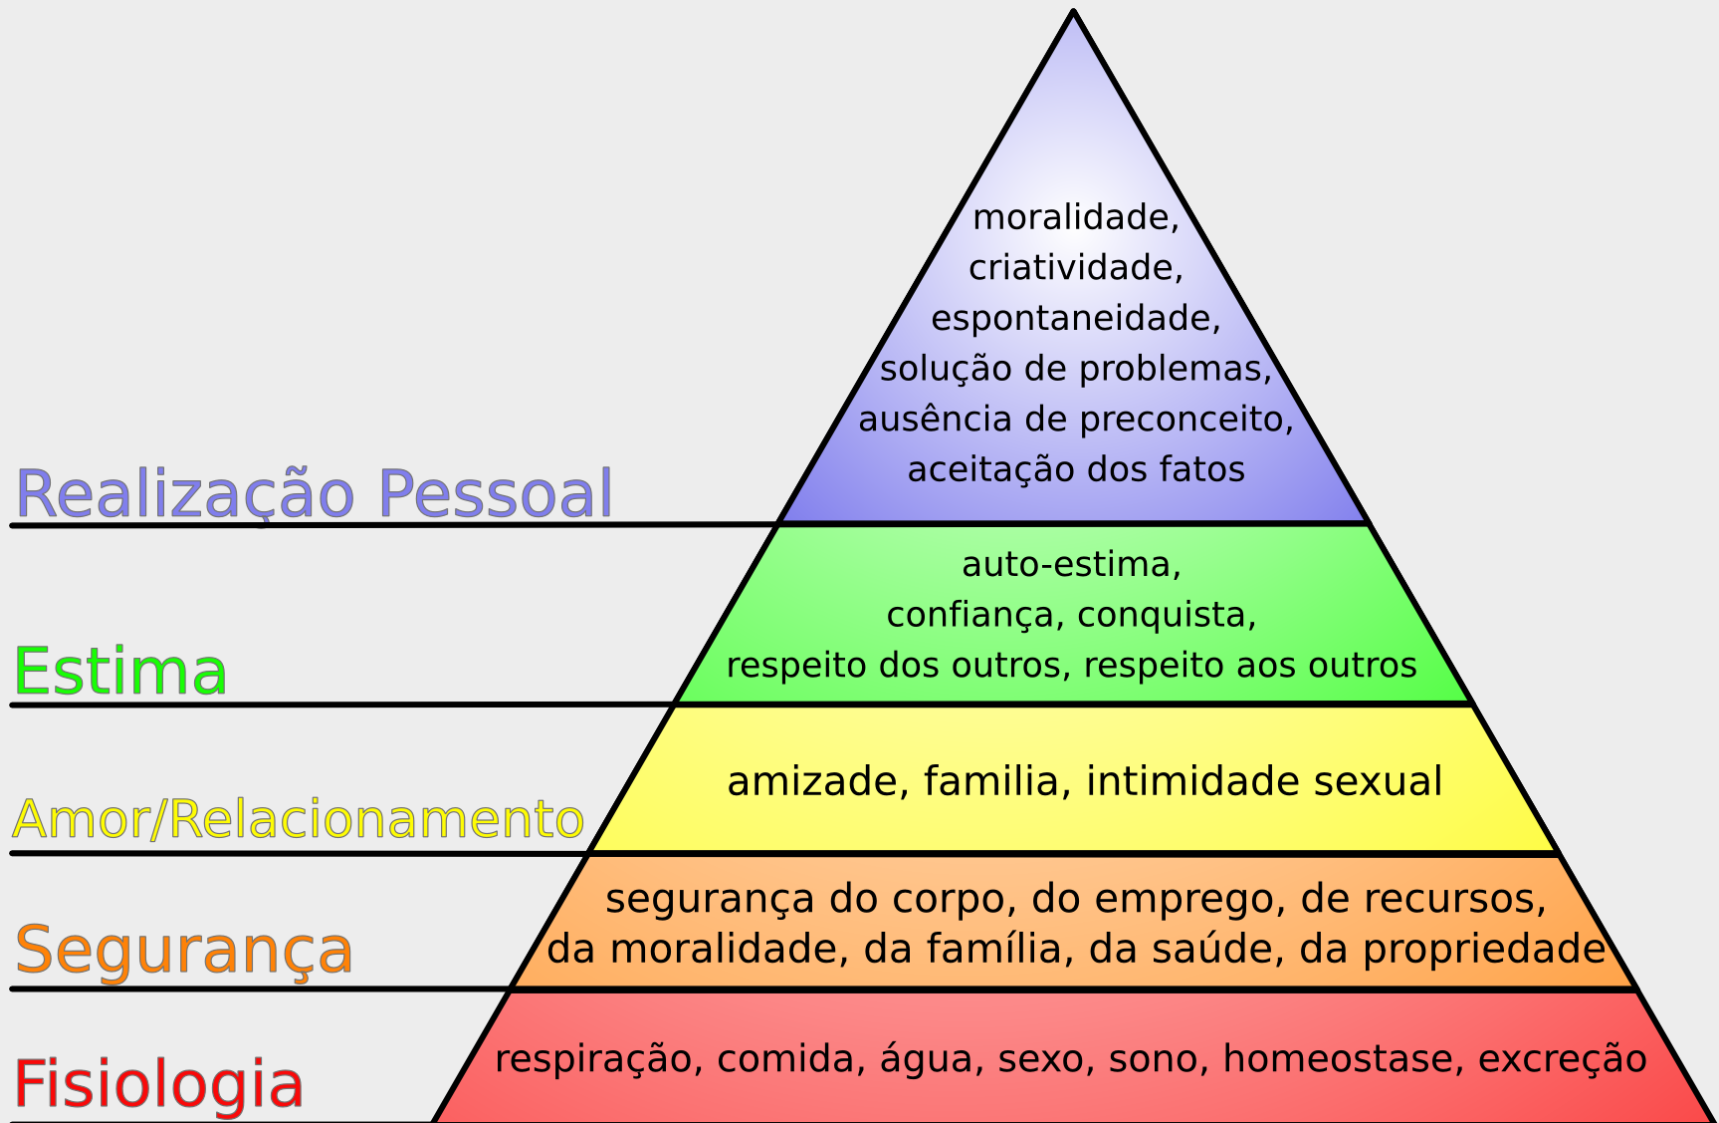 moralidade,
criatividade,
espontaneidade,
solução de problemas,
ausência de preconceito,
aceitação dos fatos
Realização Pessoal
auto-estima,
confiança, conquista,
respeito dos outros, respeito aos outros
Estima
amizade, familia, intimidade sexual
Amor/Relacionamento
segurança do corpo, do emprego, de recursos,
da moralidade, da família, da saúde, da propriedade
Segurança
respiração, comida, água, sexo, sono, homeostase, excreção
Fisiologia